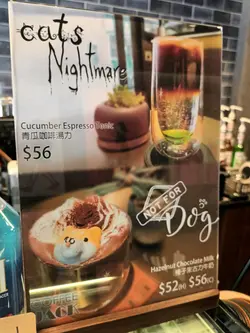 cats
Nightmare
Cucumber Espresso Tonic
青瓜咖啡湯力
$56
NOT FOR
Dog
Hazelnut Chocolate Milk
榛子朱古力牛奶
$52(H) $56(C)